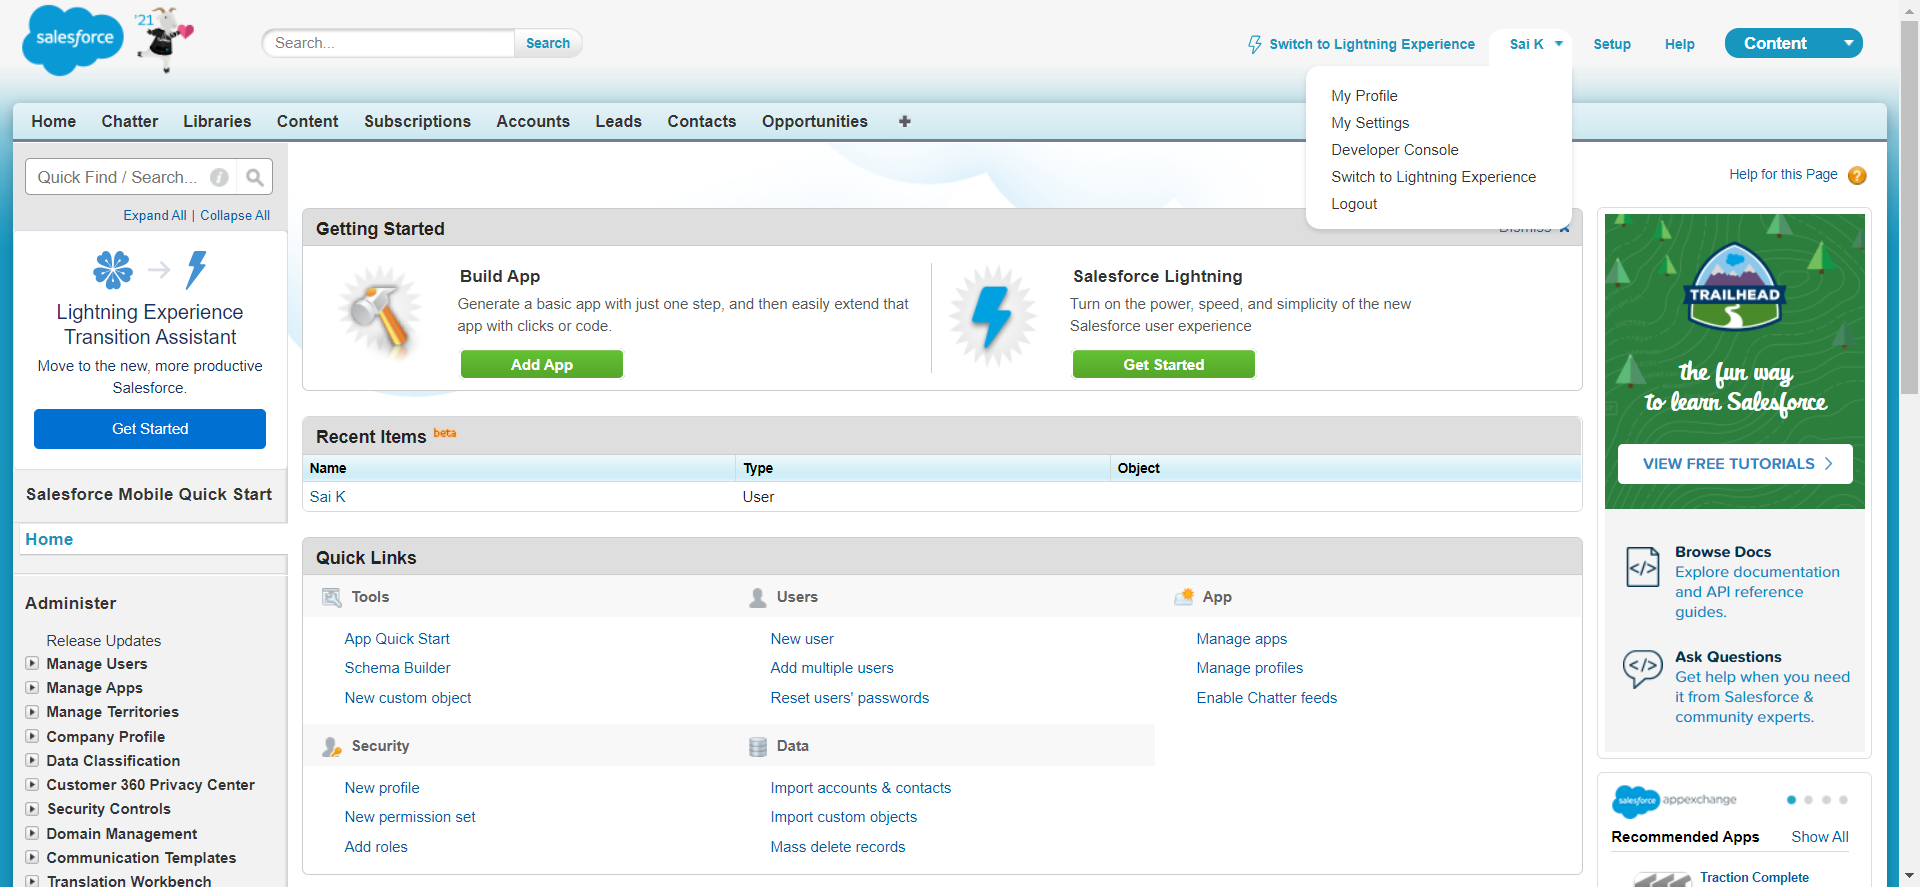 salesforce
'21
Search...
Search
Switch to Lightning Experience
Sai K
Setup
Help
Content
My Profile
My Settings
Developer Console
Switch to Lightning Experience
Logout
Home
Chatter
Libraries
Content
Subscriptions
Accounts
Leads
Contacts
Opportunities
+
Quick Find / Search...
Expand All | Collapse All
Lightning Experience
Transition Assistant
Move to the new, more productive
Salesforce.
Get Started
Salesforce Mobile Quick Start
Home
Administer
Release Updates
Manage Users
Manage Apps
Manage Territories
Company Profile
Data Classification
Customer 360 Privacy Center
Security Controls
Domain Management
Communication Templates
Translation Workbench
Help for this Page
Getting Started
Dismiss
Build App
Generate a basic app with just one step, and then easily extend that
app with clicks or code.
Add App
Salesforce Lightning
Turn on the power, speed, and simplicity of the new
Salesforce user experience
Get Started
Recent Items beta
Name
Type
Object
Sai K
User
Quick Links
Tools
App Quick Start
Schema Builder
New custom object
Users
New user
Add multiple users
Reset users' passwords
App
Manage apps
Manage profiles
Enable Chatter feeds
Security
New profile
New permission set
Add roles
Data
Import accounts & contacts
Import custom objects
Mass delete records
TRAILHEAD
the fun way
to learn Salesforce
VIEW FREE TUTORIALS
Browse Docs
Explore documentation
and API reference
guides.
Ask Questions
Get help when you need
it from Salesforce &
community experts.
salesforce appexchange
Recommended Apps
Show All
Traction Complete